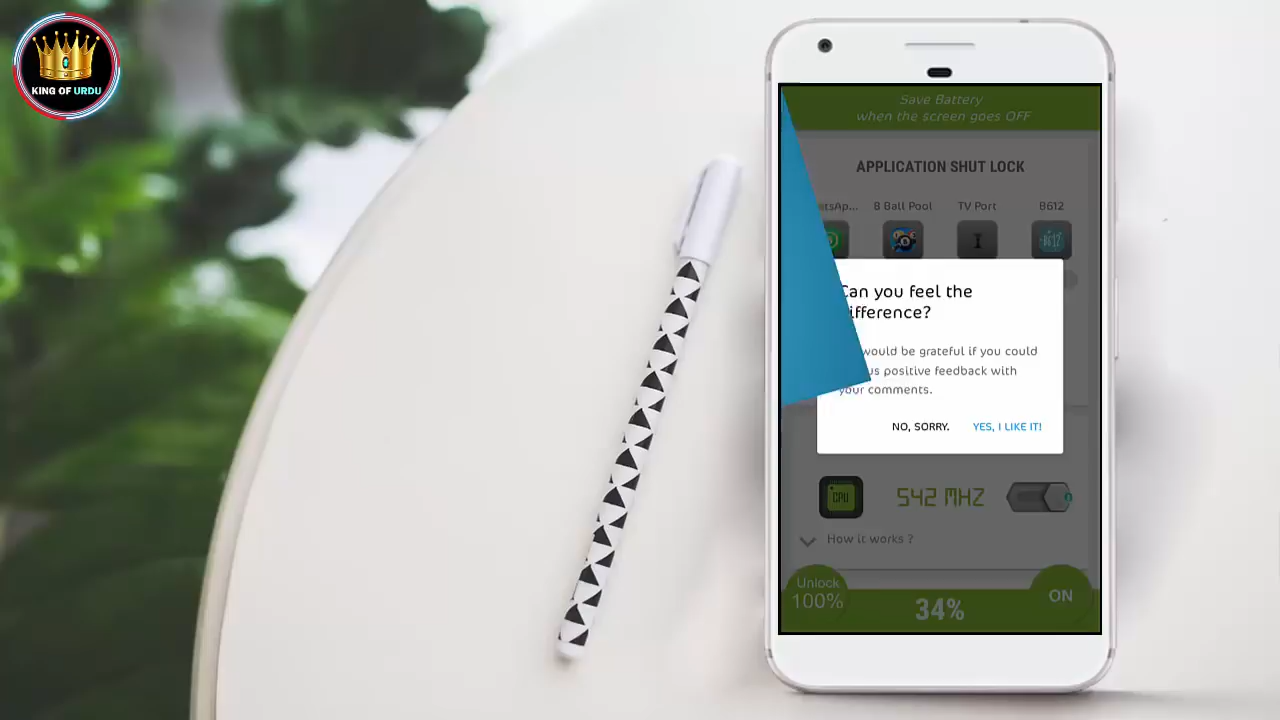 KING OF URDU
Save Battery
when the screen goes OFF
APPLICATION SHUT LOCK
8 Ball Pool
TV Port
B612
Can you feel the
difference?
would be grateful if you could
us positive feedback with
your comments.
NO, SORRY.
YES, I LIKE IT!
CPU
542 MHZ
How it works ?
Unlock
100%
34%
ON